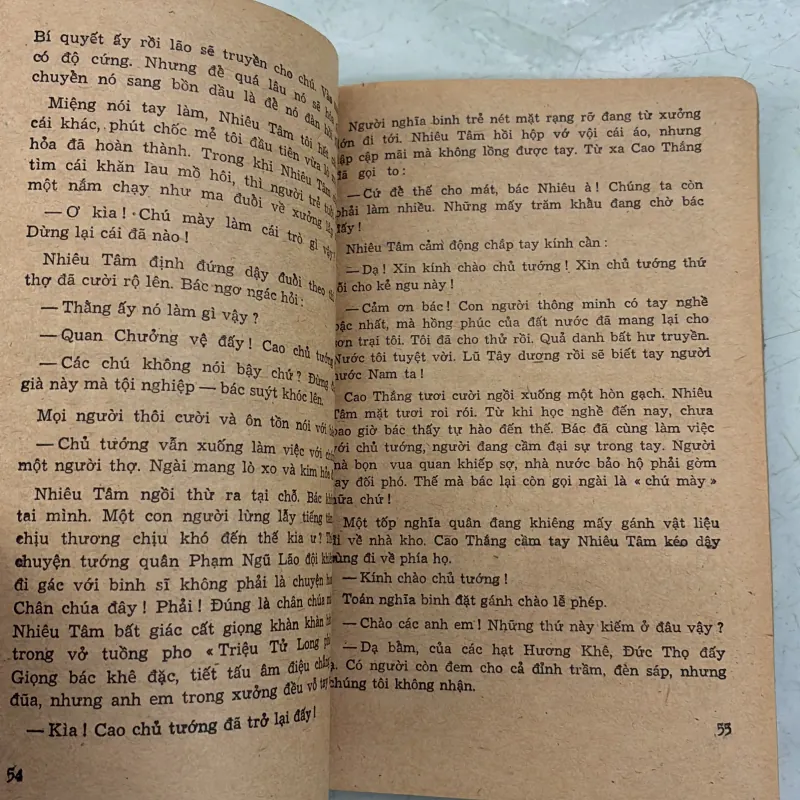 Bí quyết ấy rồi lão sẽ truyền cho chú.
có độ cứng. Nhưng để quá lâu nó sẽ
chuyền nó sang bồn dầu là để nó đàn
Miệng nói tay làm, Nhiêu Tâm tôi hết
cái khác, phút chốc mẻ tôi đầu tiên vừa
hỏa đã hoàn thành. Trong khi Nhiêu Tâm
tìm cái khăn lau mồ hôi, thì người trẻ
một nắm chạy như ma đuổi về xưởng
— Ơ kìa! Chú mày làm cái trò gì vậy!
Dừng lại cái đã nào!
Nhiêu Tâm định đứng dậy đuổi theo
thợ đã cười rộ lên. Bác ngơ ngác hỏi:
— Thằng ấy nó làm gì vậy?
— Quan Chưởng vệ đấy! Cao chủ tướng
— Các chú không nói bậy chứ? Đừng
già này mà tội nghiệp — bác suýt khóc lên.
Mọi người thôi cười và ôn tồn nói với
— Chủ tướng vẫn xuống làm việc với
một người thợ. Ngài mang lò xo và kim hỏa
Nhiêu Tâm ngồi thừ ra tại chỗ. Bác
tai mình. Một con người lừng lẫy tiếng
chịu thương chịu khó đến thế kia ư?
chuyện tướng quân Phạm Ngũ Lão đội
đi gác với binh sĩ không phải là chuyện
Chân chúa đây! Phải! Đúng là chân chúa
Nhiêu Tâm bất giác cất giọng khàn khàn
trong vở tuồng pho « Triệu Tử Long
Giọng bác khê đặc, tiết tấu âm điệu
đũa, nhưng anh em trong xưởng đều vỗ tay
— Kìa! Cao chủ tướng đã trở lại đấy!
54
Người nghĩa binh trẻ nét mặt rạng rỡ đang từ xưởng
lớn đi tới. Nhiêu Tâm hồi hộp vớ vội cái áo, nhưng
lập cập mãi mà không lồng được tay. Từ xa Cao Thắng
đã gọi to:
— Cứ để thế cho mát, bác Nhiêu à! Chúng ta còn
phải làm nhiều. Những mấy trăm khẩu đang chờ bác
đấy!
Nhiêu Tâm cảm động chắp tay kính cẩn:
— Dạ! Xin kính chào chủ tướng! Xin chủ tướng thứ
lỗi cho kẻ ngu này!
— Cảm ơn bác! Con người thông minh có tay nghề
bậc nhất, mà hồng phúc của đất nước đã mang lại cho
sơn trại tôi. Tôi đã cho thử rồi. Quả danh bất hư truyền.
Nước tôi tuyệt vời. Lũ Tây dương rồi sẽ biết tay người
nước Nam ta!
Cao Thắng tươi cười ngồi xuống một hòn gạch. Nhiêu
Tâm mặt tươi roi rói. Từ khi học nghề đến nay, chưa
bao giờ bác thấy tự hào đến thế. Bác đã cùng làm việc
với chủ tướng, người đang cầm đại sự trong tay. Người
mà bọn vua quan khiếp sợ, nhà nước bảo hộ phải gờm
tay đối phó. Thế mà bác lại còn gọi ngài là « chú mày »
nữa chứ!
Một tốp nghĩa quân đang khiêng mấy gánh vật liệu
đi về nhà kho. Cao Thắng cầm tay Nhiêu Tâm kéo dậy
cùng đi về phía họ.
— Kính chào chủ tướng!
Toán nghĩa binh đặt gánh chào lễ phép.
— Chào các anh em! Những thứ này kiếm ở đâu vậy?
— Dạ bẩm, của các hạt Hương Khê, Đức Thọ đấy
ạ. Có người còn đem cho cả đỉnh trầm, đèn sáp, nhưng
chúng tôi không nhận.
55